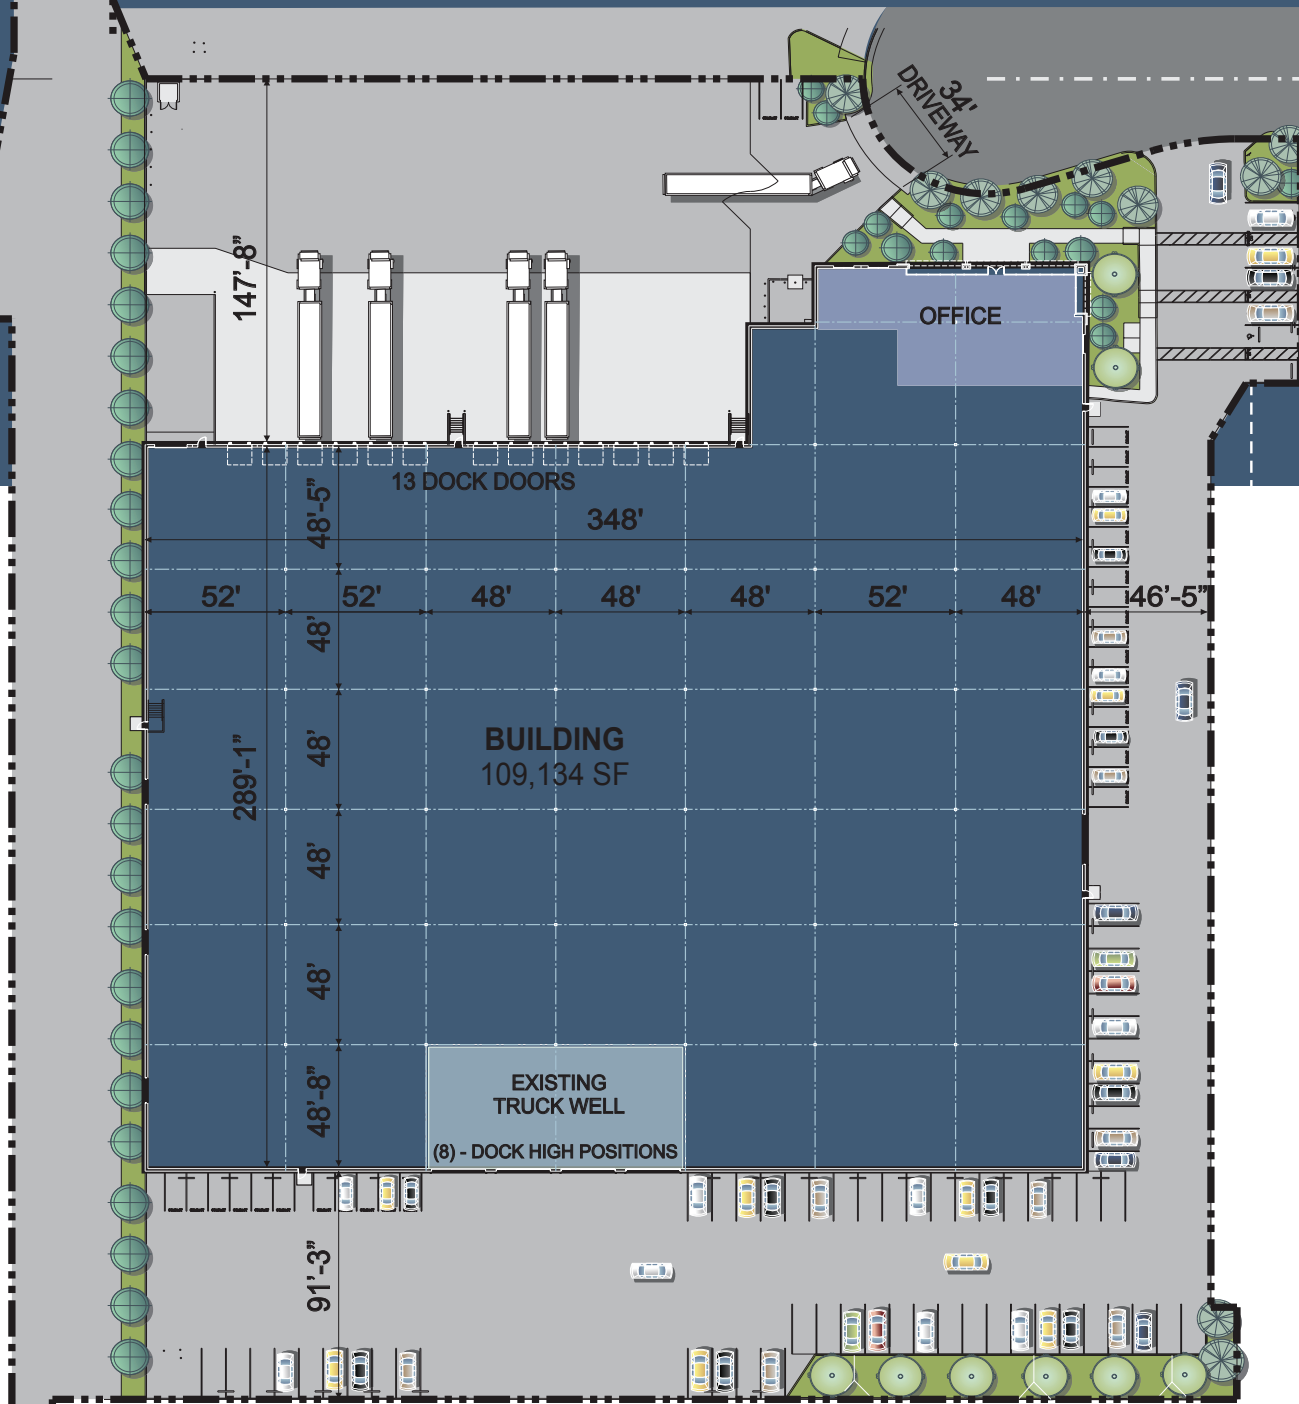 34'
DRIVEWAY
147'-8"
OFFICE
13 DOCK DOORS
48'-5"
348'
52'
52'
48'
48'
48'
52'
48'
46'-5"
48'
289'-1"
48'
BUILDING
109,134 SF
48'
48'
48'-8"
EXISTING
TRUCK WELL
(8) - DOCK HIGH POSITIONS
91'-3"